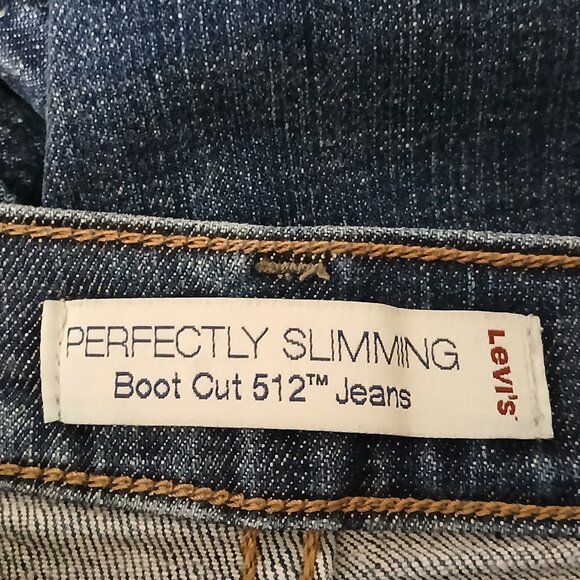 PERFECTLY SLIMMING
Boot Cut 512™ Jeans
Levi's